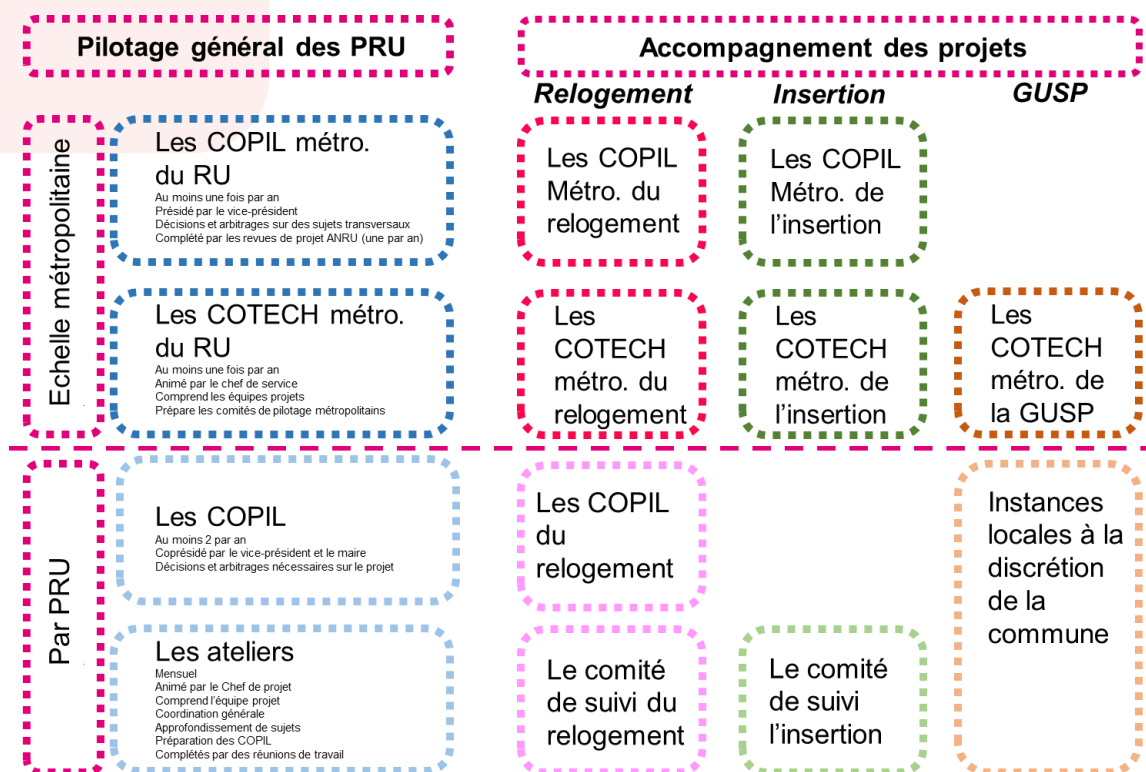 Pilotage général des PRU
Accompagnement des projets
Relogement
Insertion
GUSP
Echelle métropolitaine
Les COPIL métro.
du RU
Au moins une fois par an
Présidé par le vice-président
Décisions et arbitrages sur des sujets transversaux
Complété par les revues de projet ANRU (une par an)
Les COPIL
Métro. du
relogement
Les COPIL
Métro. de
l’insertion
Les COTECH métro.
du RU
Au moins une fois par an
Animé par le chef de service
Comprend les équipes projets
Prépare les comités de pilotage métropolitains
Les
COTECH
métro. du
relogement
Les
COTECH
métro. de
l’insertion
Les
COTECH
métro. de
la GUSP
Par PRU
Les COPIL
Au moins 2 par an
Coprésidé par le vice-président et le maire
Décisions et arbitrages nécessaires sur le projet
Les COPIL
du
relogement
Instances
locales à la
discrétion
de la
commune
Les ateliers
Mensuel
Animé par le Chef de projet
Comprend l’équipe projet
Coordination générale
Approfondissement de sujets
Préparation des COPIL
Complétés par des réunions de travail
Le comité
de suivi du
relogement
Le comité
de suivi
l’insertion